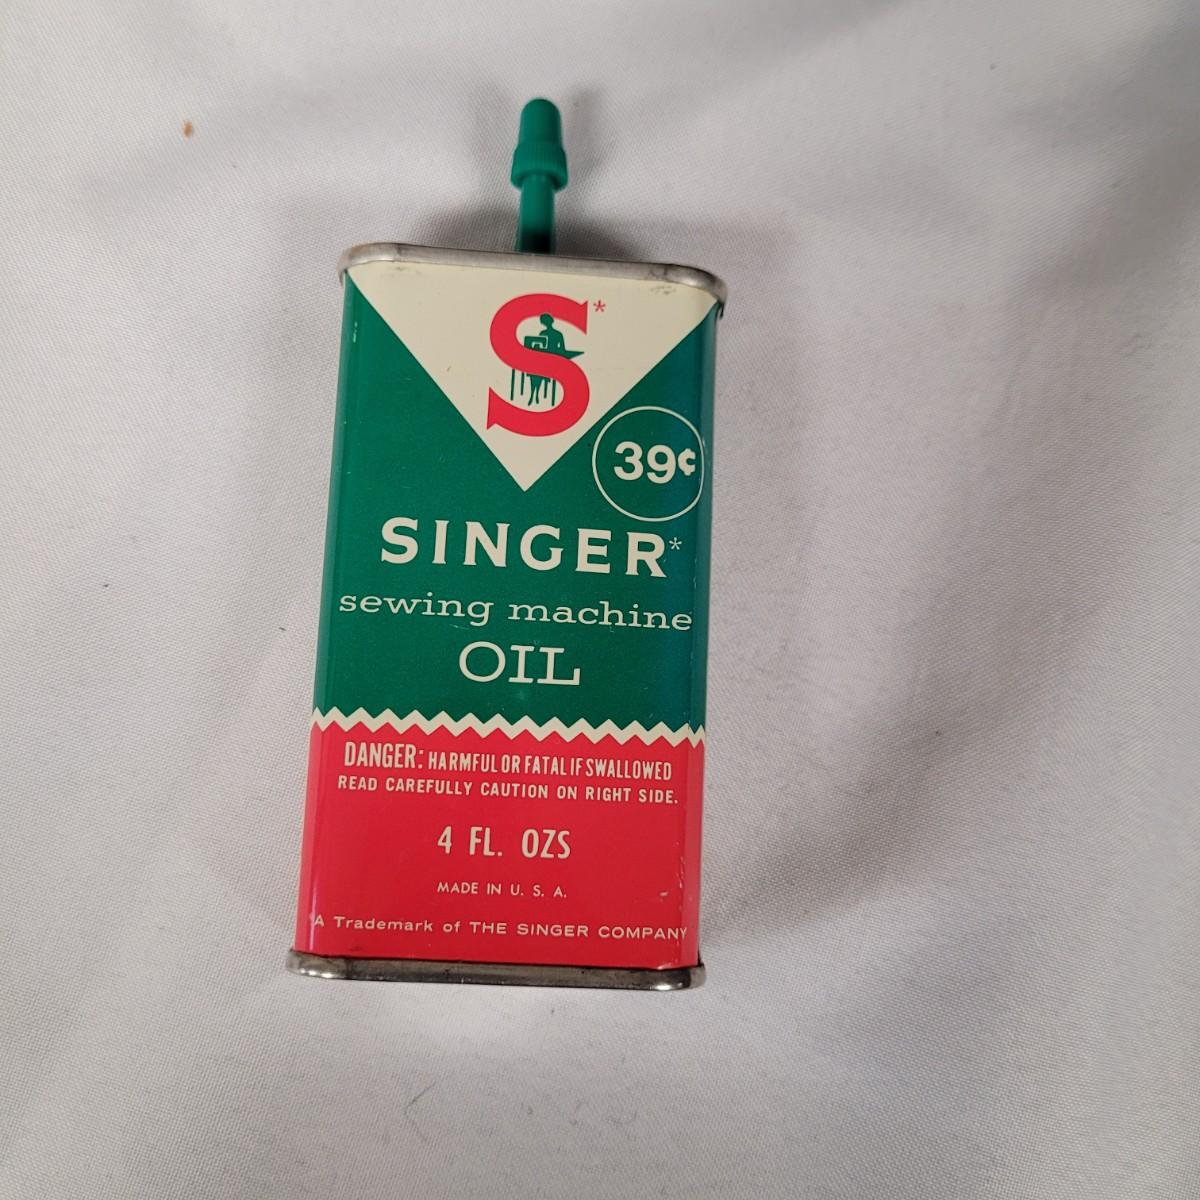 S*
39¢
SINGER*
sewing machine
OIL
DANGER: HARMFUL OR FATAL IF SWALLOWED
READ CAREFULLY CAUTION ON RIGHT SIDE.
4 FL. OZS
MADE IN U. S. A.
A Trademark of THE SINGER COMPANY